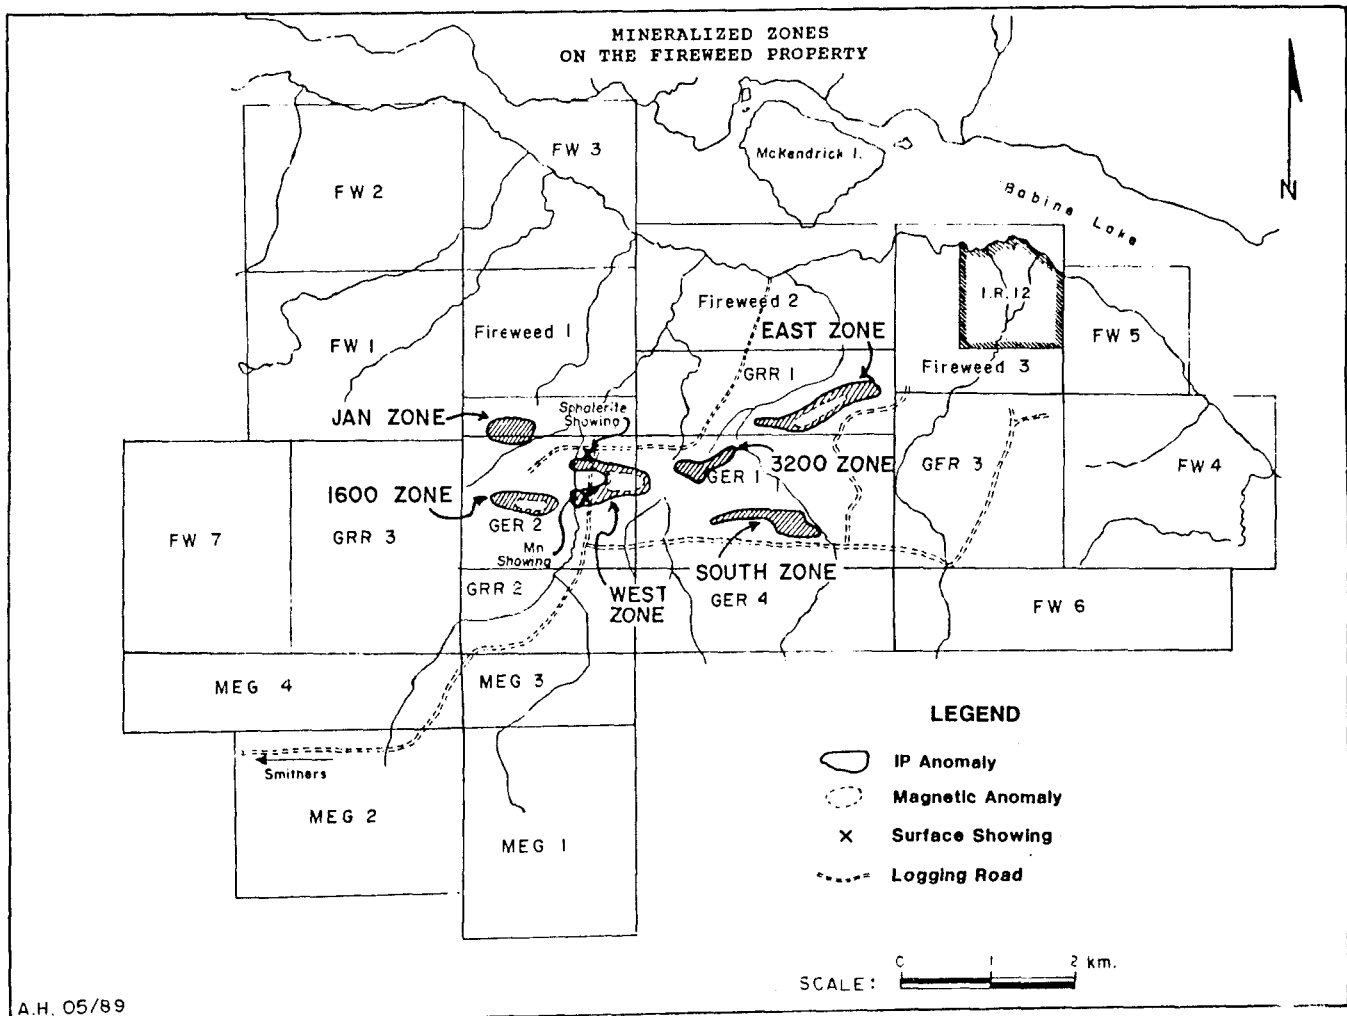 MINERALIZED ZONES
ON THE FIREWEED PROPERTY
FW 3
McKendrick I.
FW 2
N
Babine Lake
I.R. 12
Fireweed 2
Fireweed 1
EAST ZONE
FW 1
FW 5
GRR 1
Fireweed 3
Sphalerite
Showing
JAN ZONE
3200 ZONE
GER 3
FW 4
GER 1
1600 ZONE
GER 2
FW 7
GRR 3
Mn
Showing
SOUTH ZONE
GRR 2
WEST
ZONE
GER 4
FW 6
MEG 4
MEG 3
LEGEND
IP Anomaly
Smithers
Magnetic Anomaly
MEG 2
Surface Showing
MEG 1
Logging Road
0 1 2 km.
SCALE:
A.H. 05/89